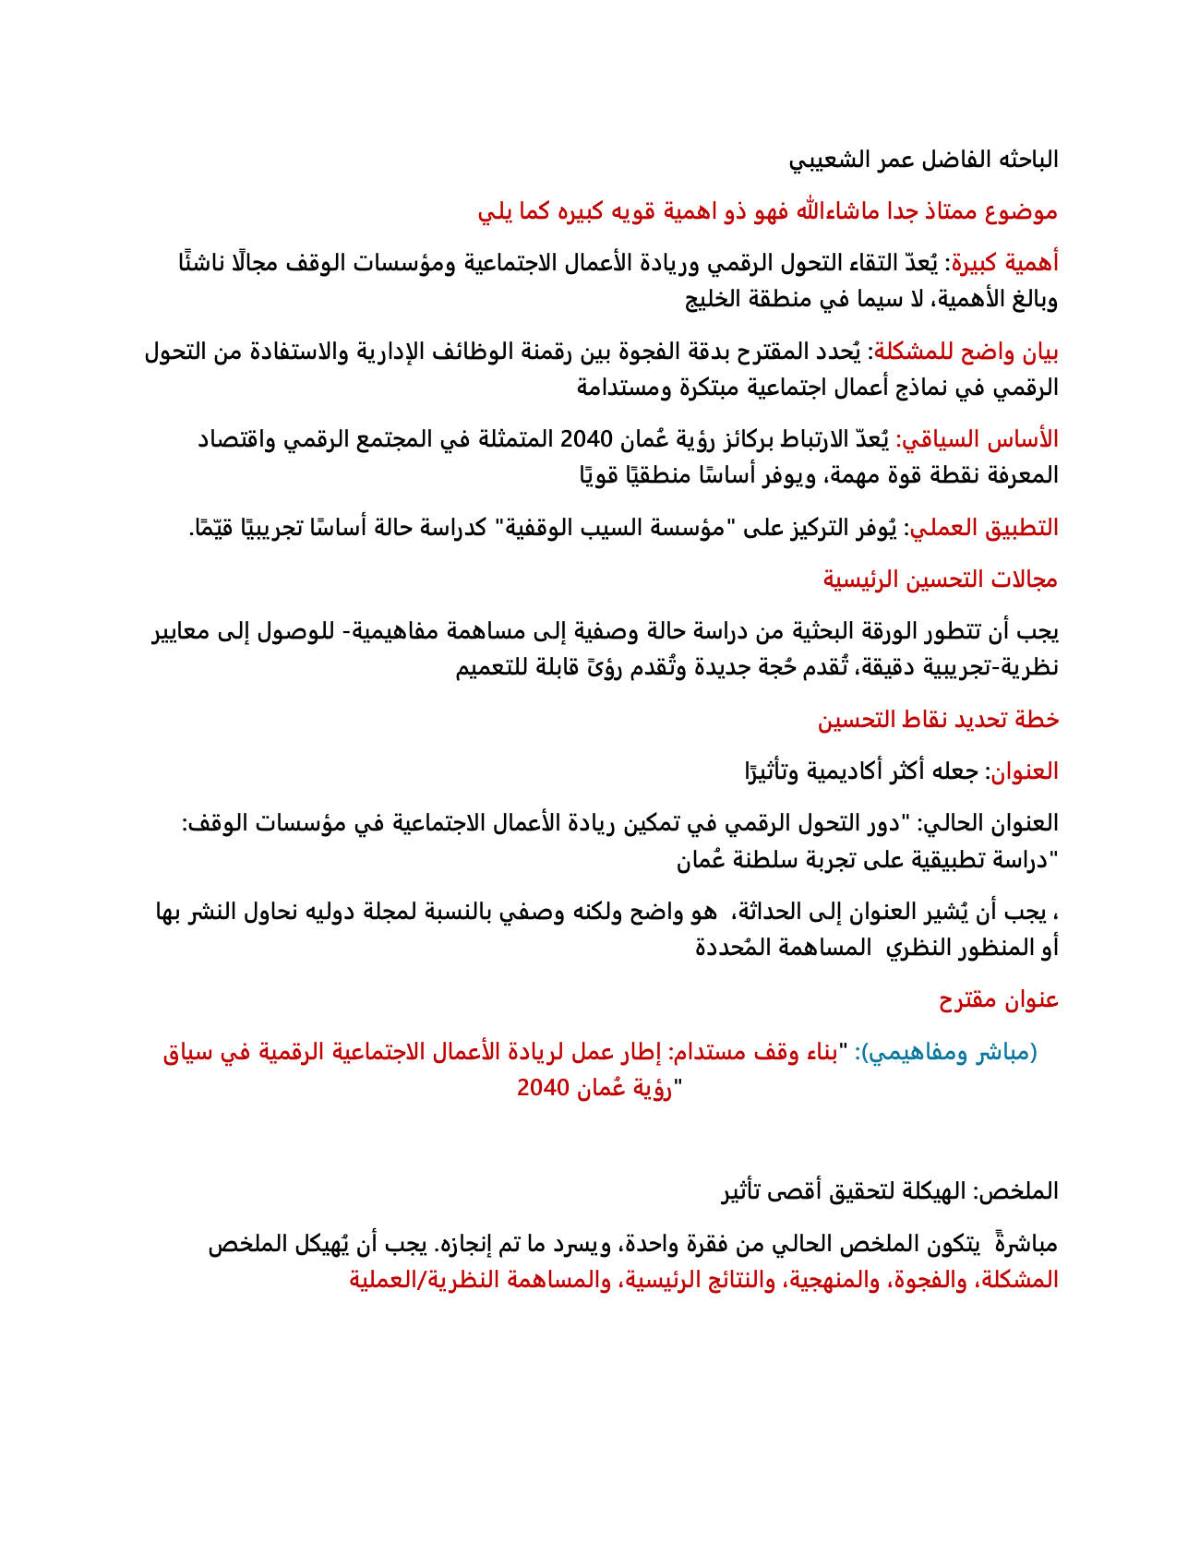 الباحثه الفاضل عمر الشعيبي
موضوع ممتاذ جدا ماشاءالله فهو ذو اهمية قويه كبيره كما يلي
أهمية كبيرة: يُعدّ التقاء التحول الرقمي وريادة الأعمال الاجتماعية ومؤسسات الوقف مجالًا ناشئًا
وبالغ الأهمية، لا سيما في منطقة الخليج
بيان واضح للمشكلة: يُحدد المقترح بدقة الفجوة بين رقمنة الوظائف الإدارية والاستفادة من التحول
الرقمي في نماذج أعمال اجتماعية مبتكرة ومستدامة
الأساس السياقي: يُعدّ الارتباط بركائز رؤية عُمان 2040 المتمثلة في المجتمع الرقمي واقتصاد
المعرفة نقطة قوة مهمة، ويوفر أساسًا منطقيًا قويًا
التطبيق العملي: يُوفر التركيز على "مؤسسة السيب الوقفية" كدراسة حالة أساسًا تجريبيًا قيّمًا.
مجالات التحسين الرئيسية
يجب أن تتطور الورقة البحثية من دراسة حالة وصفية إلى مساهمة مفاهيمية- للوصول إلى معايير
نظرية-تجريبية دقيقة، تُقدم حُجة جديدة وتُقدم رؤىً قابلة للتعميم
خطة تحديد نقاط التحسين
العنوان: جعله أكثر أكاديمية وتأثيرًا
العنوان الحالي: "دور التحول الرقمي في تمكين ريادة الأعمال الاجتماعية في مؤسسات الوقف:
"دراسة تطبيقية على تجربة سلطنة عُمان
، يجب أن يُشير العنوان إلى الحداثة،  هو واضح ولكنه وصفي بالنسبة لمجلة دوليه نحاول النشر بها
أو المنظور النظري  المساهمة المُحددة
عنوان مقترح
(مباشر ومفاهيمي): "بناء وقف مستدام: إطار عمل لريادة الأعمال الاجتماعية الرقمية في سياق
"رؤية عُمان 2040
الملخص: الهيكلة لتحقيق أقصى تأثير
مباشرةً  يتكون الملخص الحالي من فقرة واحدة، ويسرد ما تم إنجازه. يجب أن يُهيكل الملخص
المشكلة، والفجوة، والمنهجية، والنتائج الرئيسية، والمساهمة النظرية/العملية